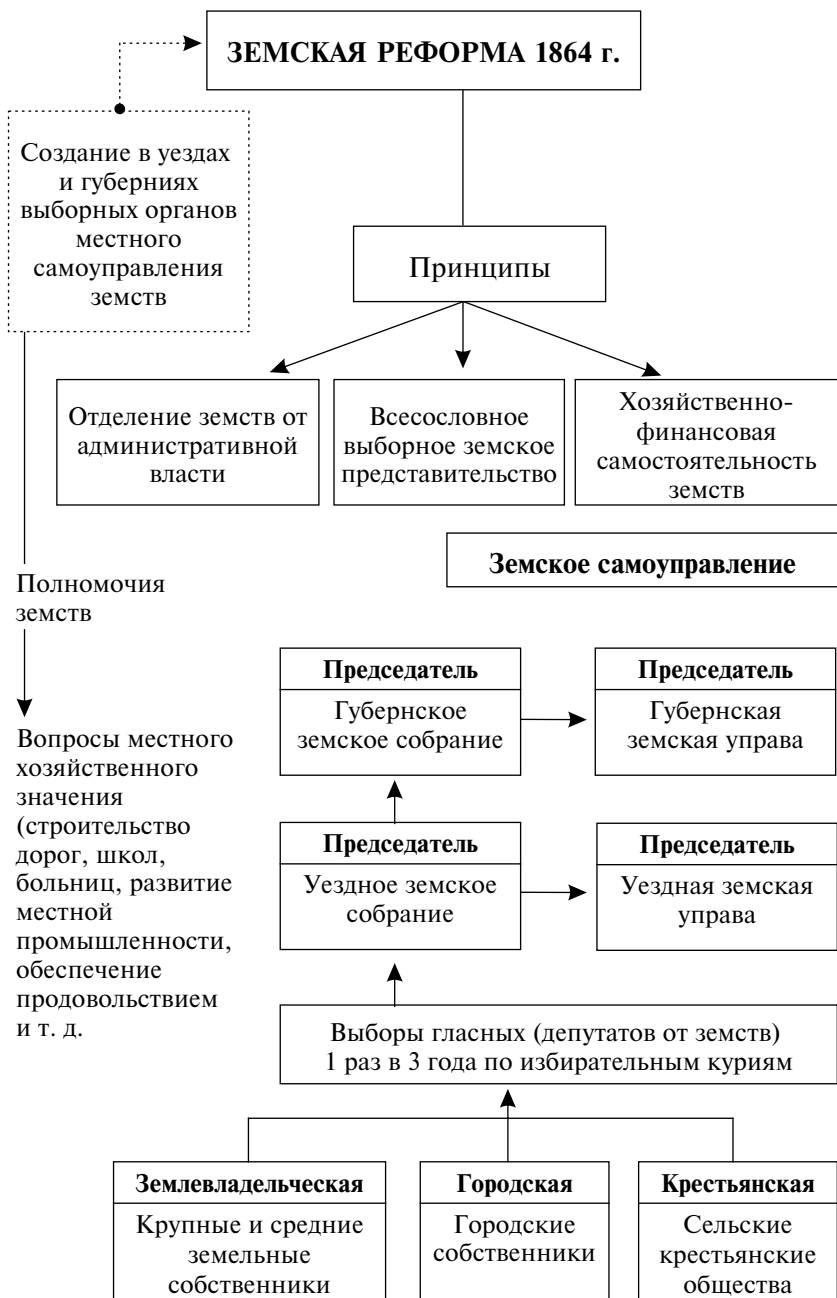 ЗЕМСКАЯ РЕФОРМА 1864 г.
Создание в уездах
и губерниях
выборных органов
местного
самоуправления
земств
Принципы
Отделение земств от
административной
власти
Всесословное
выборное земское
представительство
Хозяйственно-
финансовая
самостоятельность
земств
Земское самоуправление
Полномочия
земств
Вопросы местного
хозяйственного
значения
(строительство
дорог, школ,
больниц, развитие
местной
промышленности,
обеспечение
продовольствием
и т. д.
Председатель
Губернское
земское собрание
Председатель
Губернская
земская управа
Председатель
Уездное земское
собрание
Председатель
Уездная земская
управа
Выборы гласных (депутатов от земств)
1 раз в 3 года по избирательным куриям
Землевладельческая
Крупные и средние
земельные
собственники
Городская
Городские
собственники
Крестьянская
Сельские
крестьянские
общества